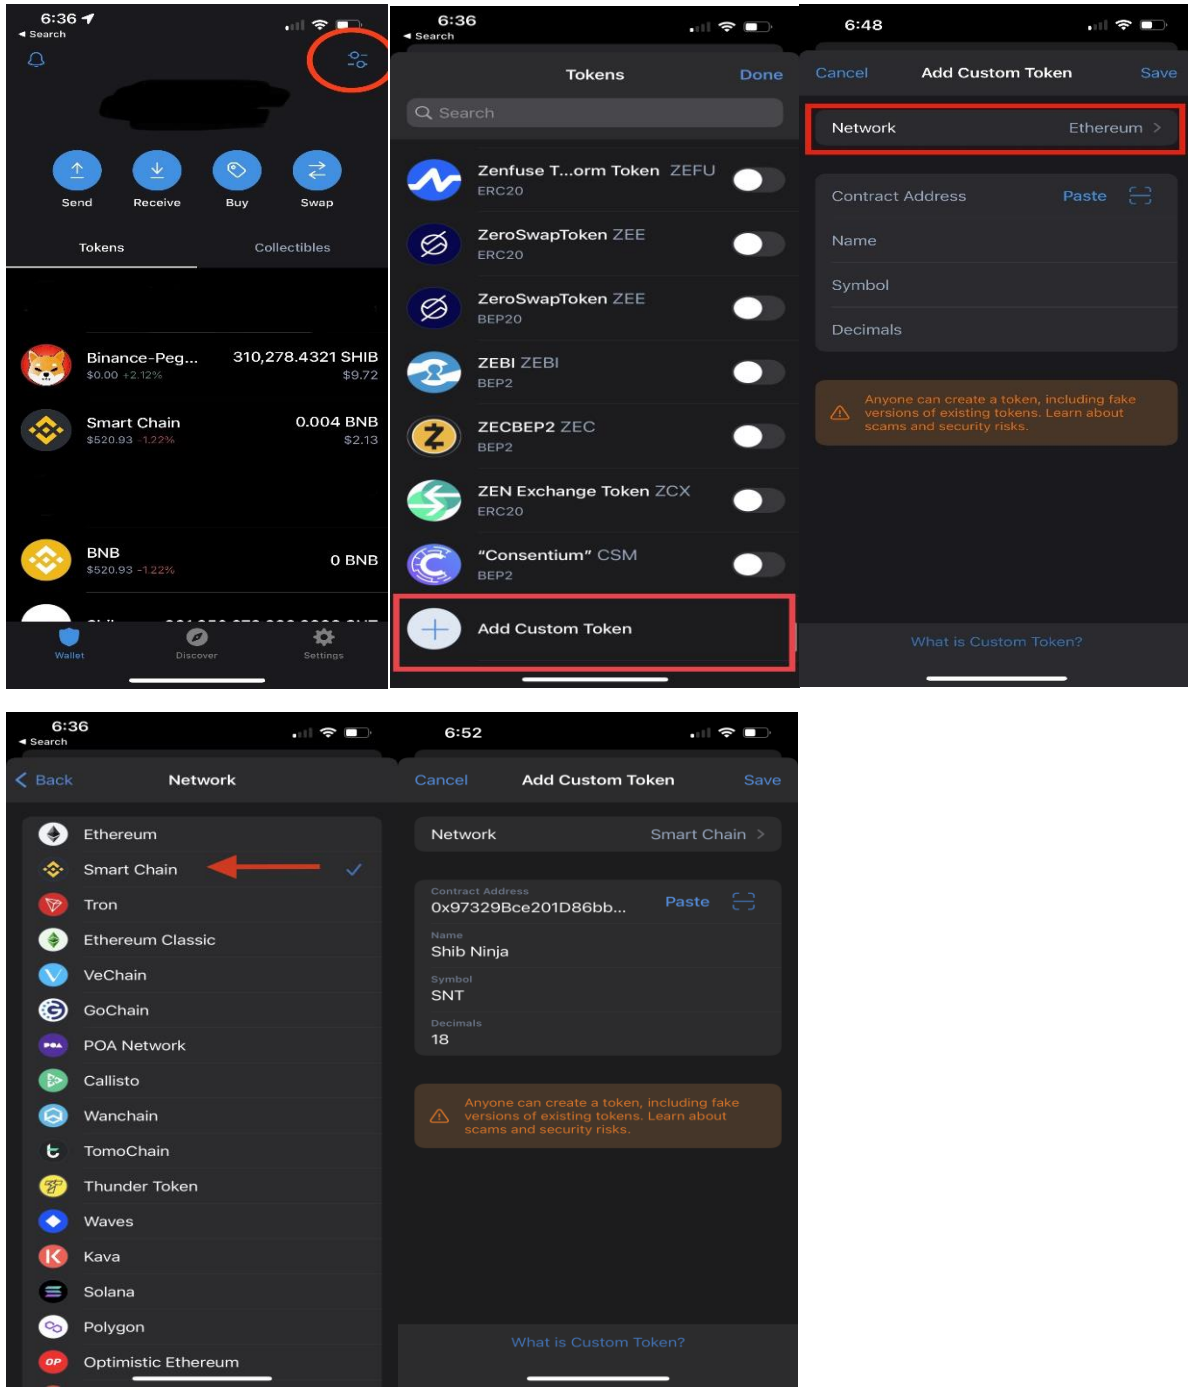 6:36
◄ Search
Send
Receive
Buy
Swap
Tokens
Collectibles
Binance-Peg... 310,278.4321 SHIB
$0.00 +2.12% $9.72
Smart Chain 0.004 BNB
$520.93 -1.22% $2.13
BNB 0 BNB
$520.93 -1.22%
Wallet
Discover
Settings
6:36
◄ Search
Tokens
Done
Search
Zenfuse T...orm Token ZEFU
ERC20
ZeroSwapToken ZEE
ERC20
ZeroSwapToken ZEE
BEP20
ZEBI ZEBI
BEP2
ZECBEP2 ZEC
BEP2
ZEN Exchange Token ZCX
ERC20
“Consentium” CSM
BEP2
Add Custom Token
6:48
Cancel
Add Custom Token
Save
Network Ethereum >
Contract Address Paste
Name
Symbol
Decimals
Anyone can create a token, including fake
versions of existing tokens. Learn about
scams and security risks.
What is Custom Token?
6:36
◄ Search
Back
Network
Ethereum
Smart Chain
Tron
Ethereum Classic
VeChain
GoChain
POA Network
Callisto
Wanchain
TomoChain
Thunder Token
Waves
Kava
Solana
Polygon
OP Optimistic Ethereum
6:52
Cancel
Add Custom Token
Save
Network Smart Chain >
Contract Address
0x97329Bce201D86bb... Paste
Name
Shib Ninja
Symbol
SNT
Decimals
18
Anyone can create a token, including fake
versions of existing tokens. Learn about
scams and security risks.
What is Custom Token?